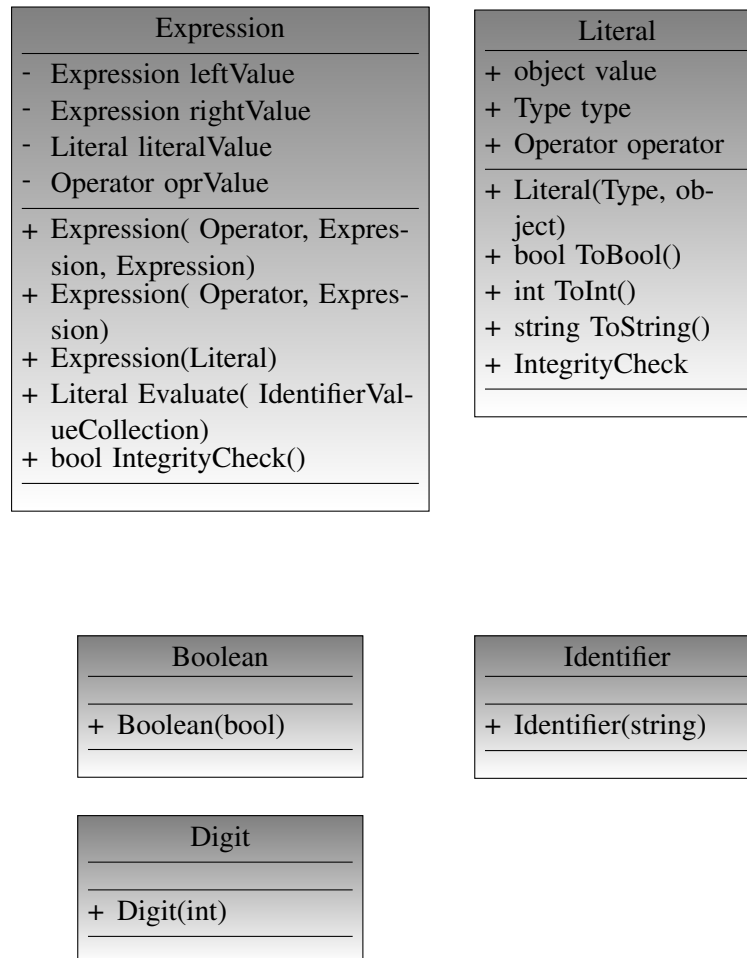 Expression
- Expression leftValue
- Expression rightValue
- Literal literalValue
- Operator oprValue
+ Expression( Operator, Expres-
sion, Expression)
+ Expression( Operator, Expres-
sion)
+ Expression(Literal)
+ Literal Evaluate( IdentifierVal-
ueCollection)
+ bool IntegrityCheck()
Literal
+ object value
+ Type type
+ Operator operator
+ Literal(Type, ob-
ject)
+ bool ToBool()
+ int ToInt()
+ string ToString()
+ IntegrityCheck
Boolean
+ Boolean(bool)
Identifier
+ Identifier(string)
Digit
+ Digit(int)